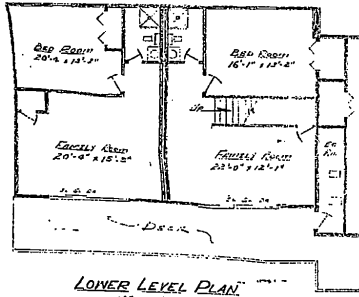 BED ROOM
20'-4 x 13'-2"
BED ROOM
16'-1" x 13'-2"
UP
FAMILY ROOM
20'-4" x 15'-5"
FAMILY ROOM
22'-0" x 12'-1"
DECK
LOWER LEVEL PLAN